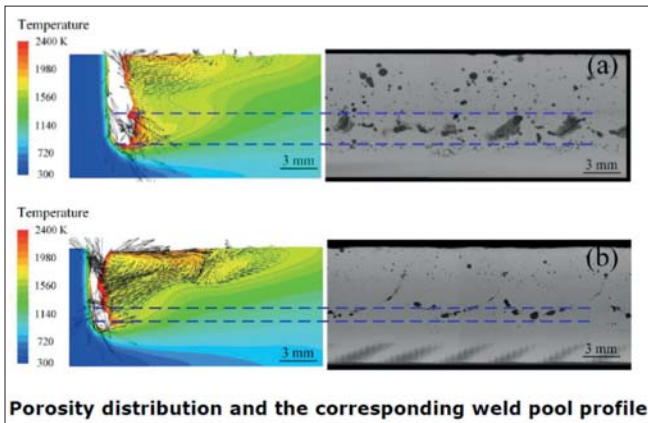 Temperature
2400 K
1980
1560
1140
720
300
3 mm
(a)
3 mm
Temperature
2400 K
1980
1560
1140
720
300
3 mm
(b)
3 mm
Porosity distribution and the corresponding weld pool profile